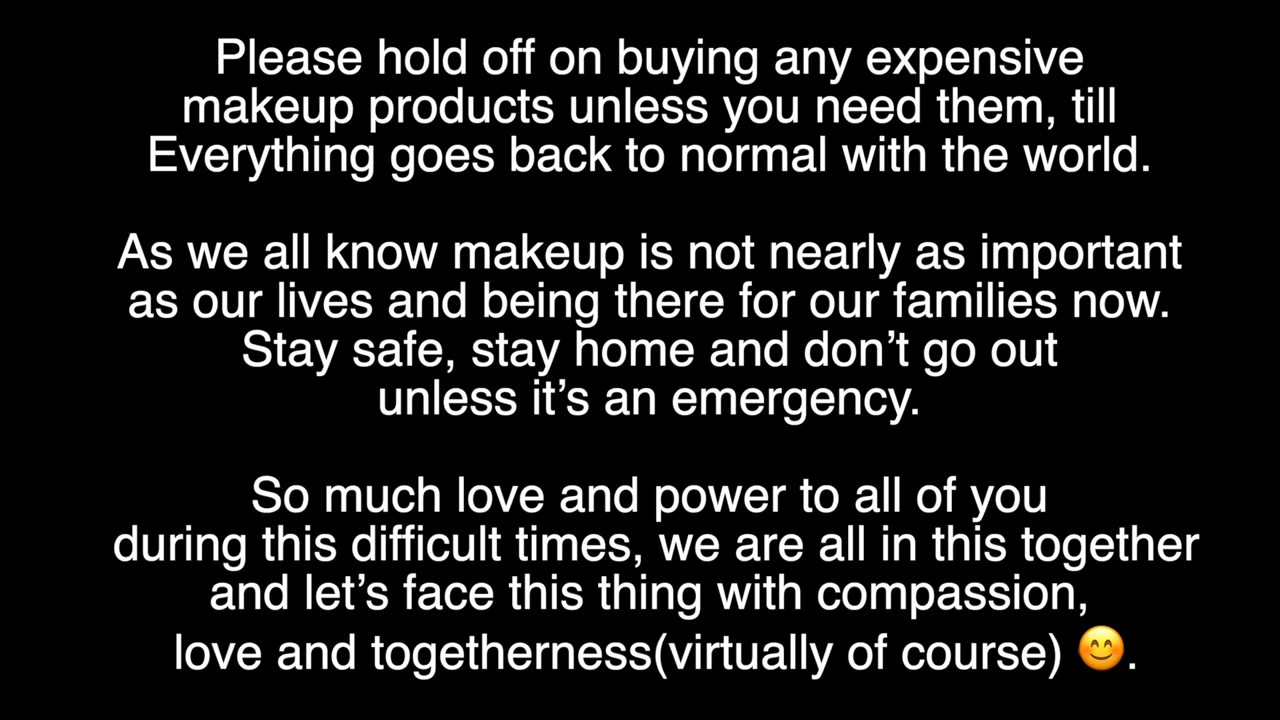 Please hold off on buying any expensive
makeup products unless you need them, till
Everything goes back to normal with the world.
As we all know makeup is not nearly as important
as our lives and being there for our families now.
Stay safe, stay home and don’t go out
unless it’s an emergency.
So much love and power to all of you
during this difficult times, we are all in this together
and let’s face this thing with compassion,
love and togetherness(virtually of course) 😊.